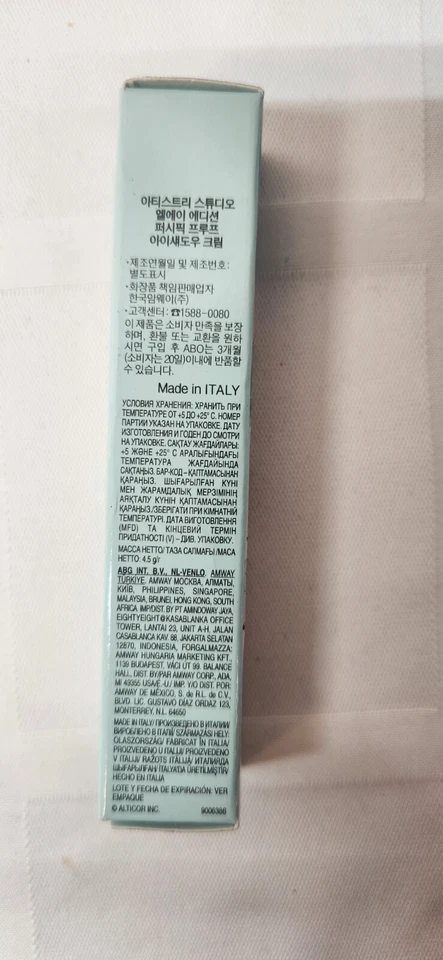 아티스트리 스튜디오
엘에이 에디션
퍼시픽 프루프
아이섀도우 크림
·제조연월일 및 제조번호:
별도표시
·화장품 책임판매업자
한국암웨이(주)
·고객센터: ☎1588-0080
이 제품은 소비자 만족을 보장
하며, 환불 또는 교환을 원하
시면 구입 후 ABO는 3개월
(소비자는 20일)이내에 반품할
수 있습니다.
Made in ITALY
УСЛОВИЯ ХРАНЕНИЯ: ХРАНИТЬ ПРИ
ТЕМПЕРАТУРЕ ОТ +5 ДО +25° С. НОМЕР
ПАРТИИ УКАЗАН НА УПАКОВКЕ. ДАТУ
ИЗГОТОВЛЕНИЯ И ГОДЕН ДО СМОТРИ
НА УПАКОВКЕ. САҚТАУ ЖАҒДАЙЛАРЫ:
+5 ЖӘНЕ +25° С АРАЛЫҒЫНДАҒЫ
ТЕМПЕРАТУРА ЖАҒДАЙЫНДА
САҚТАҢЫЗ. БАР-КОД – ҚАПТАМАСЫНАН
ҚАРАҢЫЗ. ШЫҒАРЫЛҒАН КҮНІ
МЕН ЖАРАМДАЛЫҚ МЕРЗІМІНІҢ
АЯҚТАЛУ КҮНІН ҚАПТАМАСЫНАН
ҚАРАҢЫЗ./ЗБЕРІГАТИ ПРИ КІМНАТНІЙ
ТЕМПЕРАТУРІ. ДАТА ВИГОТОВЛЕННЯ
(MFD) ТА КІНЦЕВИЙ ТЕРМІН
ПРИДАТНОСТІ (V) – ДИВ. УПАКОВКУ.
МАССА НЕТТО/ ТАЗА САЛМАҒЫ /МАСА
НЕТТО: 4.5 g/г
ABG INT. B.V., NL-VENLO. AMWAY
TÜRKIYE, AMWAY МОСКВА, АЛМАТЫ,
КИЇВ, PHILIPPINES, SINGAPORE,
MALAYSIA, BRUNEI, HONG KONG, SOUTH
AFRICA. IMP./DIST. BY PT AMINDOWAY JAYA,
EIGHTYEIGHT@KASABLANKA OFFICE
TOWER, LANTAI 23, UNIT A-H, JALAN
CASABLANCA KAV. 88, JAKARTA SELATAN
12870, INDONESIA, FORGALMAZZA:
AMWAY HUNGARIA MARKETING KFT.,
1139 BUDAPEST, VÁCI ÚT 99. BALANCE
HALL. DIST. BY/PAR AMWAY CORP., ADA,
MI 49355 USA/É.-U./ IMP. Y/O DIST. POR:
AMWAY DE MÉXICO, S. de R.L. de C.V.,
BLVD. LIC. GUSTAVO DÍAZ ORDAZ 123,
MONTERREY, N.L. 64650
MADE IN ITALY/ ПРОИЗВЕДЕНО В ИТАЛИИ/
ВИРОБЛЕНО В ІТАЛІЇ/ SZÁRMAZÁSI HELY:
OLASZORSZÁG/ FABRICAT ÎN ITALIA/
PROIZVEDENO U ITALIJI/ PROIZVEDENO
V ITALIJI/ RAŽOTS ITĀLIJĀ/ ИТАЛИЯДА
ШЫҒАРЫЛҒАН/ İTALYA'DA ÜRETİLMİŞTİR/
HECHO EN ITALIA
LOTE Y FECHA DE EXPIRACIÓN: VER
EMPAQUE
© ALTICOR INC. 9006386